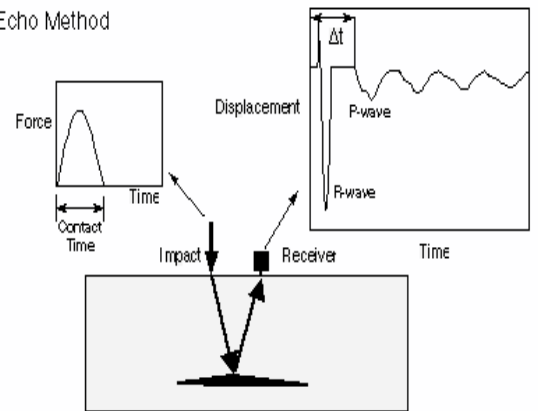 Echo Method
Δt
Displacement
P-wave
R-wave
Time
Force
Time
Contact
Time
Impact
Receiver